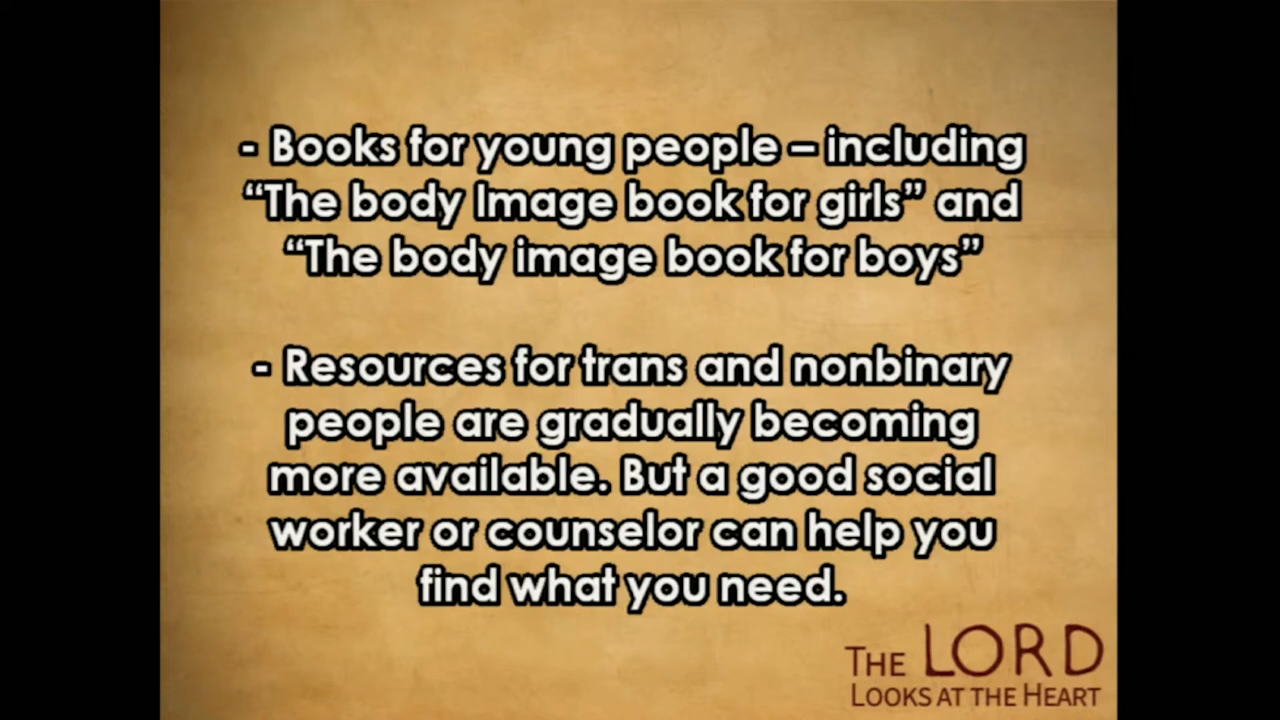 - Books for young people – including
“The body Image book for girls” and
“The body image book for boys”
- Resources for trans and nonbinary
people are gradually becoming
more available. But a good social
worker or counselor can help you
find what you need.
THE LORD
LOOKS AT THE HEART